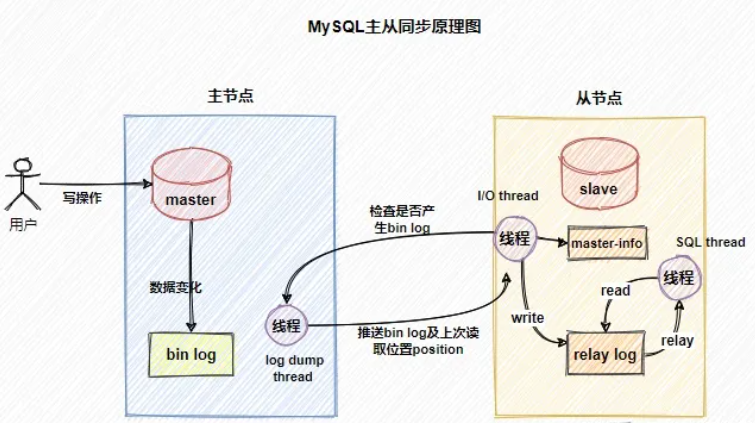 MySQL主从同步原理图
主节点
从节点
master
slave
用户
写操作
I/O thread
检查是否产
生bin log
线程
master-info
SQL thread
线程
数据变化
read
write
bin log
线程
log dump
thread
推送bin log及上次读
取位置position
relay log
relay